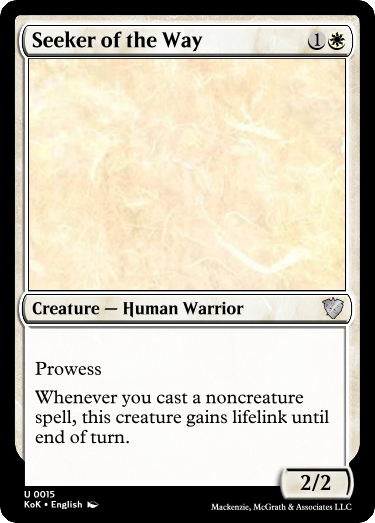 Seeker of the Way 1
Creature — Human Warrior
Prowess
Whenever you cast a noncreature
spell, this creature gains lifelink until
end of turn.
2/2
U 0015
KoK • English
Mackenzie, McGrath & Associates LLC